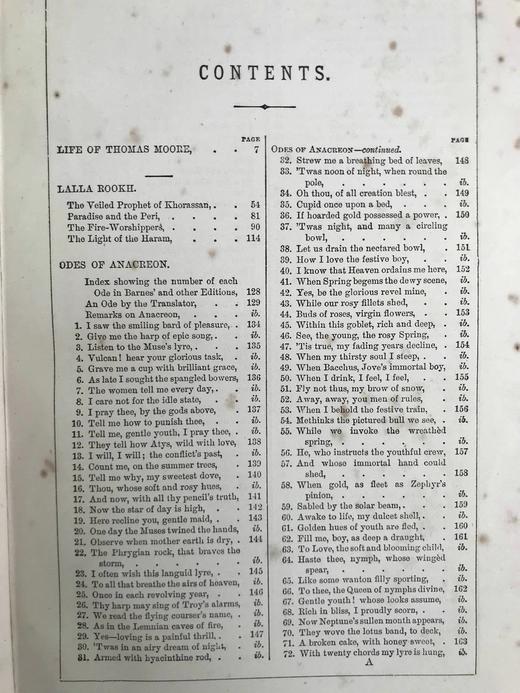 CONTENTS.
PAGE
LIFE OF THOMAS MOORE, . . 7
LALLA ROOKH.
The Veiled Prophet of Khorassan, . . 54
Paradise and the Peri, . . . . 81
The Fire-Worshippers, . . . . 90
The Light of the Haram, . . . 114
ODES OF ANACREON.
Index showing the number of each
Ode in Barnes' and other Editions, 128
An Ode by the Translator, . . 129
Remarks on Anacreon, . . . ib.
1. I saw the smiling bard of pleasure, . 134
2. Give me the harp of epic song, . . ib.
3. Listen to the Muse's lyre, . . . 135
4. Vulcan! hear your glorious task, . ib.
5. Grave me a cup with brilliant grace, ib.
6. As late I sought the spangled bowers, 136
7. The women tell me every day, . . ib.
8. I care not for the idle state, . . ib.
9. I pray thee, by the gods above, . 137
10. Tell me how to punish thee, . . ib.
11. Tell me, gentle youth, I pray thee, . ib.
12. They tell how Atys, wild with love, 138
13. I will, I will; the conflict's past, . ib.
14. Count me, on the summer trees, . 139
15. Tell me why, my sweetest dove, . 140
16. Thou, whose soft and rosy hues, . ib.
17. And now, with all thy pencil's truth, 141
18. Now the star of day is high, . . 142
19. Here recline you, gentle maid, . . 143
20. One day the Muses twined the hands, ib.
21. Observe when mother earth is dry, . 144
22. The Phrygian rock, that braves the
storm, . . . . . . ib.
23. I often wish this languid lyre, . . 145
24. To all that breathe the airs of heaven, ib.
25. Once in each revolving year, . . 146
26. Thy harp may sing of Troy's alarms, ib.
27. We read the flying courser's name, . ib.
28. As in the Lemnian caves of fire, . ib.
29. Yes—loving is a painful thrill, . . 147
30. 'Twas in an airy dream of night, . ib.
31. Armed with hyacinthine rod, . . ib.
PAGE
ODES OF ANACREON—continued.
32. Strew me a breathing bed of leaves, 148
33. 'Twas noon of night, when round the
pole, . . . . . . ib.
34. Oh thou, of all creation blest, . . 149
35. Cupid once upon a bed, . . . ib.
36. If hoarded gold possessed a power, . 150
37. 'Twas night, and many a circling
bowl, . . . . . . ib.
38. Let us drain the nectared bowl, . 151
39. How I love the festive boy, . . ib.
40. I know that Heaven ordains me here, 152
41. When Spring begems the dewy scene, ib.
42. Yes, be the glorious revel mine, . ib.
43. While our rosy fillets shed, . . ib.
44. Buds of roses, virgin flowers, . . 153
45. Within this goblet, rich and deep, . ib.
46. See, the young, the rosy Spring, . ib.
47. 'Tis true, my fading years decline, . 154
48. When my thirsty soul I steep, . . ib.
49. When Bacchus, Jove's immortal boy, ib.
50. When I drink, I feel, I feel, . . 155
51. Fly not thus, my brow of snow, . ib.
52. Away, away, you men of rules, . ib.
53. When I behold the festive train, . 156
54. Methinks the pictured bull we see, . ib.
55. While we invoke the wreathèd
spring, . . . . . . ib.
56. He, who instructs the youthful crew, 157
57. And whose immortal hand could
shed, . . . . . . 158
58. When gold, as fleet as Zephyr's
pinion, . . . . . . ib.
59. Sabled by the solar beam, . . . 159
60. Awake to life, my dulcet shell, . . ib.
61. Golden hues of youth are fled, . . 160
62. Fill me, boy, as deep a draught, . 161
63. To Love, the soft and blooming child, ib.
64. Haste thee, nymph, whose wingèd
spear, . . . . . . ib.
65. Like some wanton filly sporting, . ib.
66. To thee, the Queen of nymphs divine, 162
67. Gentle youth! whose looks assume, . ib.
68. Rich in bliss, I proudly scorn, . . ib.
69. Now Neptune's sullen month appears, ib.
70. They wove the lotus band, to deck, . ib.
71. A broken cake, with honey sweet, . 163
72. With twenty chords my lyre is hung, ib.
A